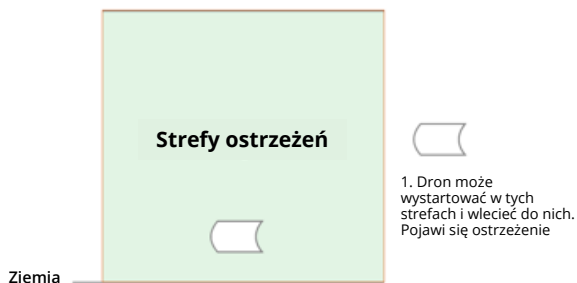 Strefy ostrzeżeń
1. Dron może
wystartować w tych
strefach i wlecieć do nich.
Pojawi się ostrzeżenie
Ziemia